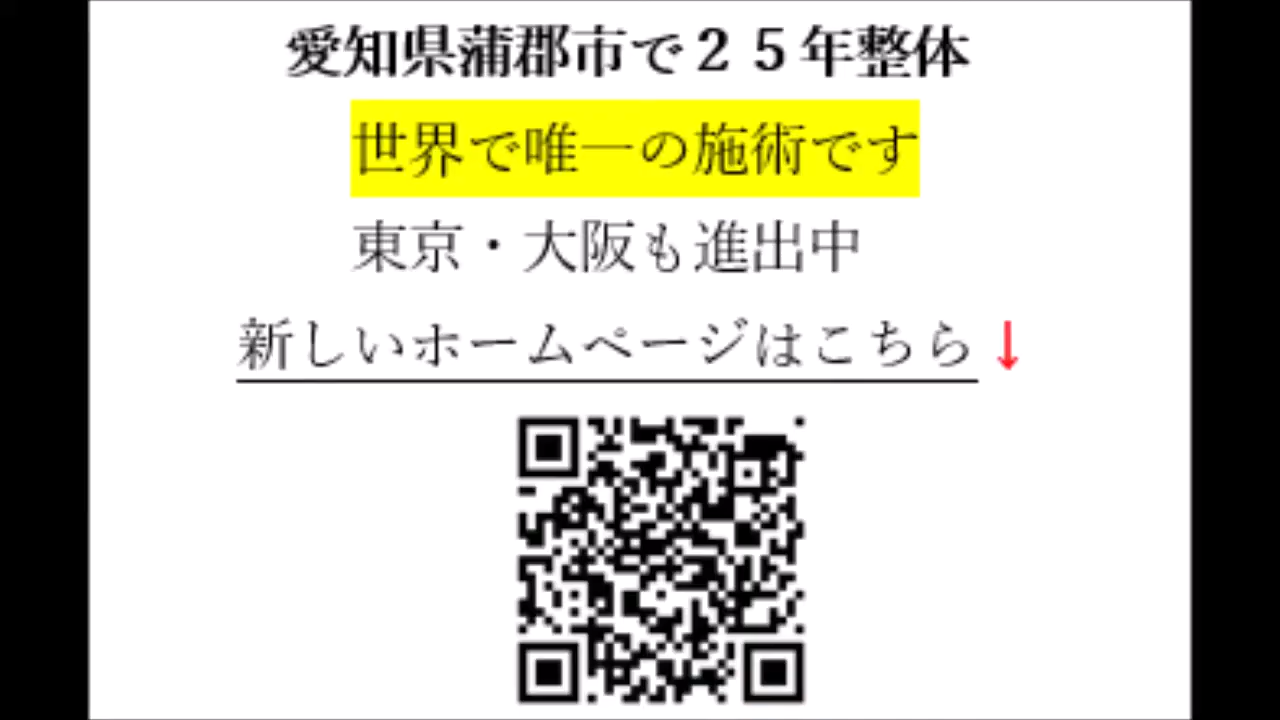 愛知県蒲郡市で２５年整体
世界で唯一の施術です
東京・大阪も進出中
新しいホームページはこちら↓